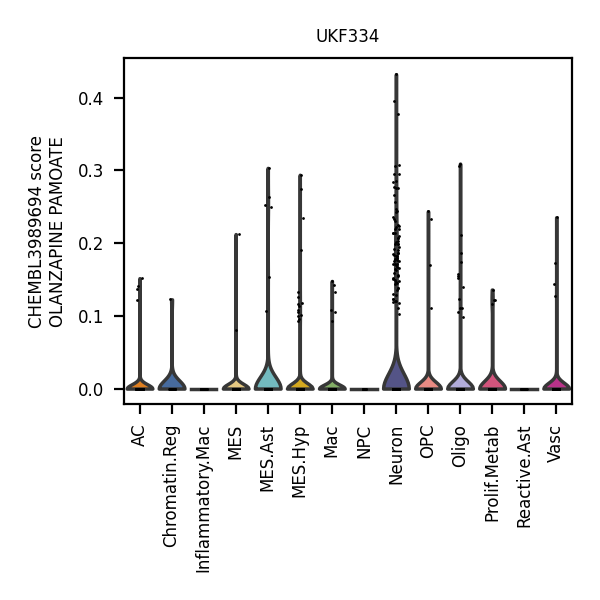 UKF334
CHEMBL3989694 score
OLANZAPINE PAMOATE
0.4
0.3
0.2
0.1
0.0
AC
Chromatin.Reg
Inflammatory.Mac
MES
MES.Ast
MES.Hyp
Mac
NPC
Neuron
OPC
Oligo
Prolif.Metab
Reactive.Ast
Vasc